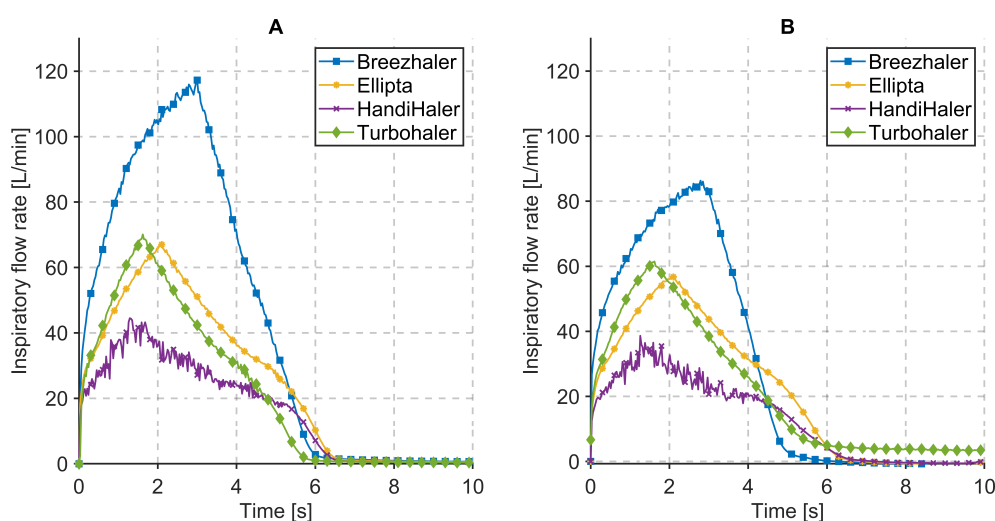 A
Inspiratory flow rate [L/min]
120
100
80
60
40
20
0
0 2 4 6 8 10
Time [s]
Breezhaler
Ellipta
HandiHaler
Turbohaler
B
Inspiratory flow rate [L/min]
120
100
80
60
40
20
0
0 2 4 6 8 10
Time [s]
Breezhaler
Ellipta
HandiHaler
Turbohaler